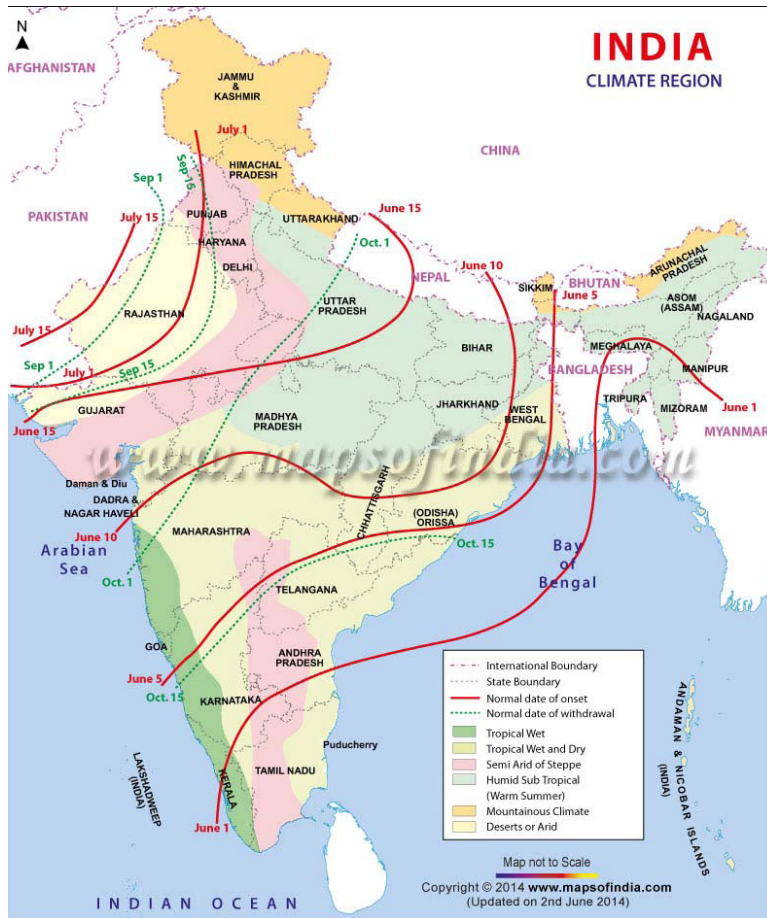 N
INDIA
CLIMATE REGION
AFGHANISTAN
JAMMU
&
KASHMIR
July 1
CHINA
HIMACHAL
PRADESH
Sep 1
Sep 15
PAKISTAN
July 15
PUNJAB
UTTARAKHAND
June 15
HARYANA
Oct. 1
DELHI
NEPAL
June 10
ARUNACHAL
PRADESH
SIKKIM
BHUTAN
June 5
RAJASTHAN
UTTAR
PRADESH
ASOM
(ASSAM)
NAGALAND
July 15
BIHAR
MEGHALAYA
Sep 1
July 1
Sep 15
BANGLADESH
MANIPUR
GUJARAT
JHARKHAND
WEST
BENGAL
TRIPURA
MIZORAM
June 1
June 15
MADHYA
PRADESH
MYANMAR
www.mapsofindia.com
Daman & Diu
DADRA &
NAGAR HAVELI
CHHATTISGARH
(ODISHA)
ORISSA
June 10
MAHARASHTRA
Arabian
Sea
Oct. 15
Bay
of
Bengal
Oct. 1
TELANGANA
GOA
ANDHRA
PRADESH
June 5
Oct. 15
KARNATAKA
Puducherry
LAKSHADWEEP
(INDIA)
KERALA
TAMIL NADU
June 1
ANDAMAN & NICOBAR ISLANDS
(INDIA)
International Boundary
State Boundary
Normal date of onset
Normal date of withdrawal
Tropical Wet
Tropical Wet and Dry
Semi Arid of Steppe
Humid Sub Tropical
(Warm Summer)
Mountainous Climate
Deserts or Arid
Map not to Scale
Copyright © 2014 www.mapsofindia.com
(Updated on 2nd June 2014)
INDIAN OCEAN